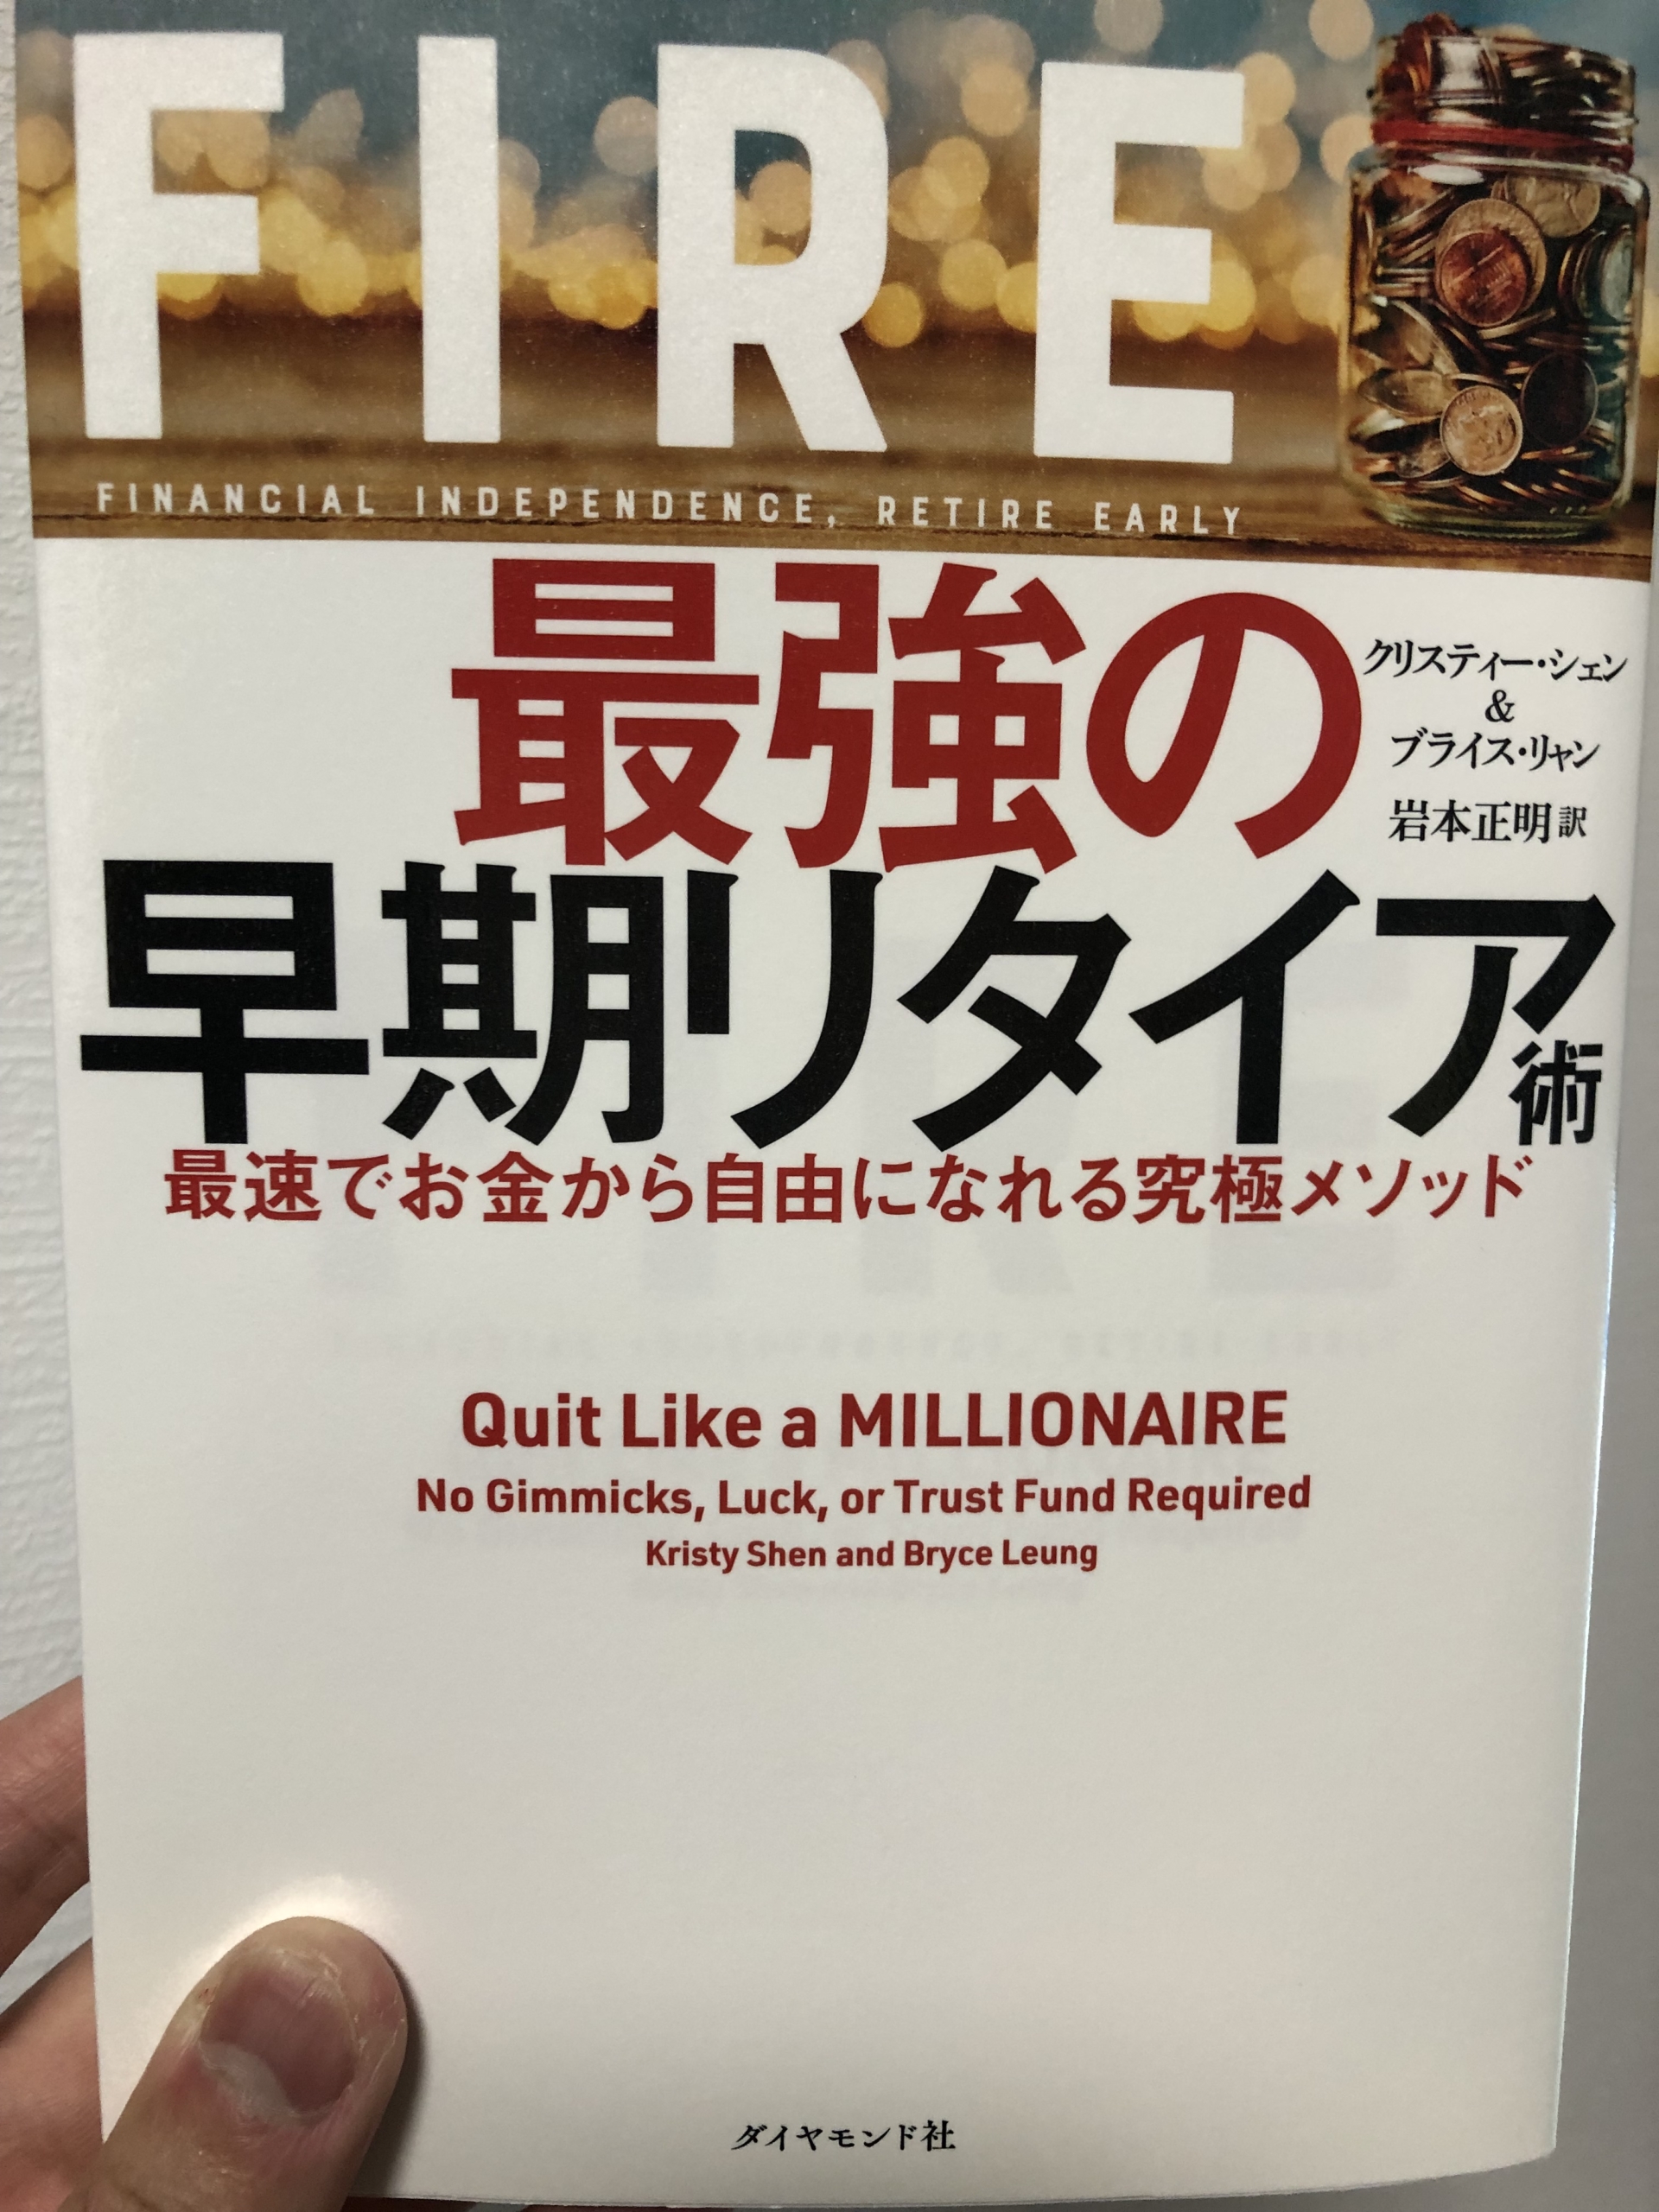 FIRE
FINANCIAL INDEPENDENCE, RETIRE EARLY
最強の
早期リタイア術
クリスティー・シェン
&
ブライス・リャン
岩本正明 訳
最速でお金から自由になれる究極メソッド
Quit Like a MILLIONAIRE
No Gimmicks, Luck, or Trust Fund Required
Kristy Shen and Bryce Leung
ダイヤモンド社